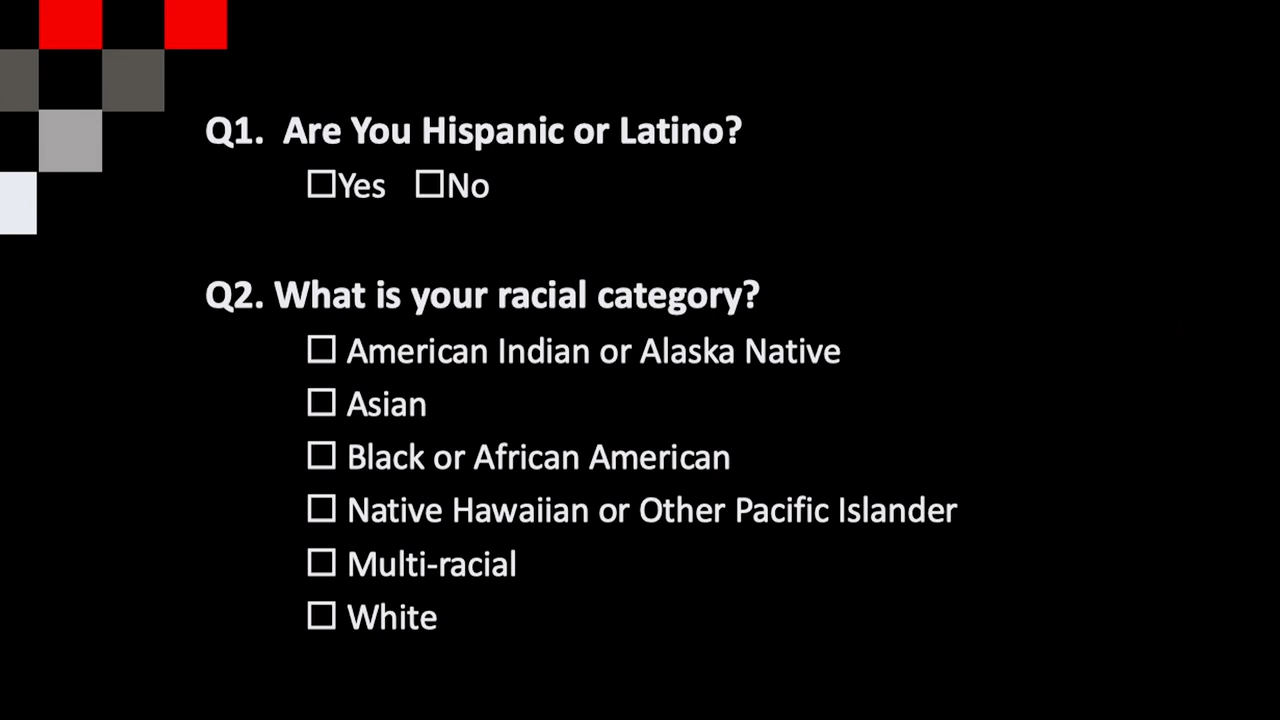 Q1. Are You Hispanic or Latino?
☐Yes ☐No
Q2. What is your racial category?
☐ American Indian or Alaska Native
☐ Asian
☐ Black or African American
☐ Native Hawaiian or Other Pacific Islander
☐ Multi-racial
☐ White